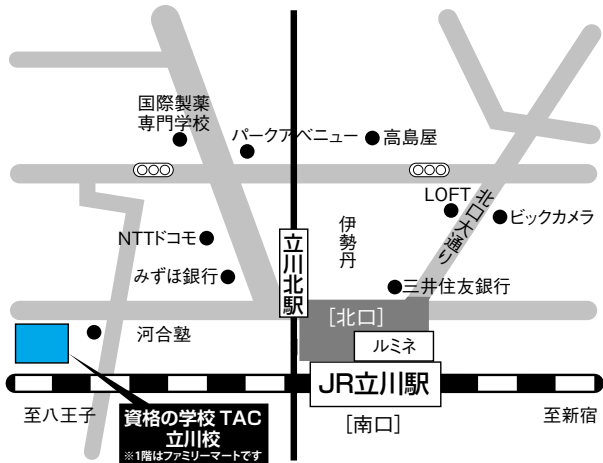 国際製薬
専門学校
パークアベニュー
高島屋
LOFT
北口大通り
ビックカメラ
NTTドコモ
伊勢丹
みずほ銀行
立川北駅
三井住友銀行
[北口]
ルミネ
河合塾
JR立川駅
至八王子
資格の学校 TAC
立川校
※1階はファミリーマートです
[南口]
至新宿